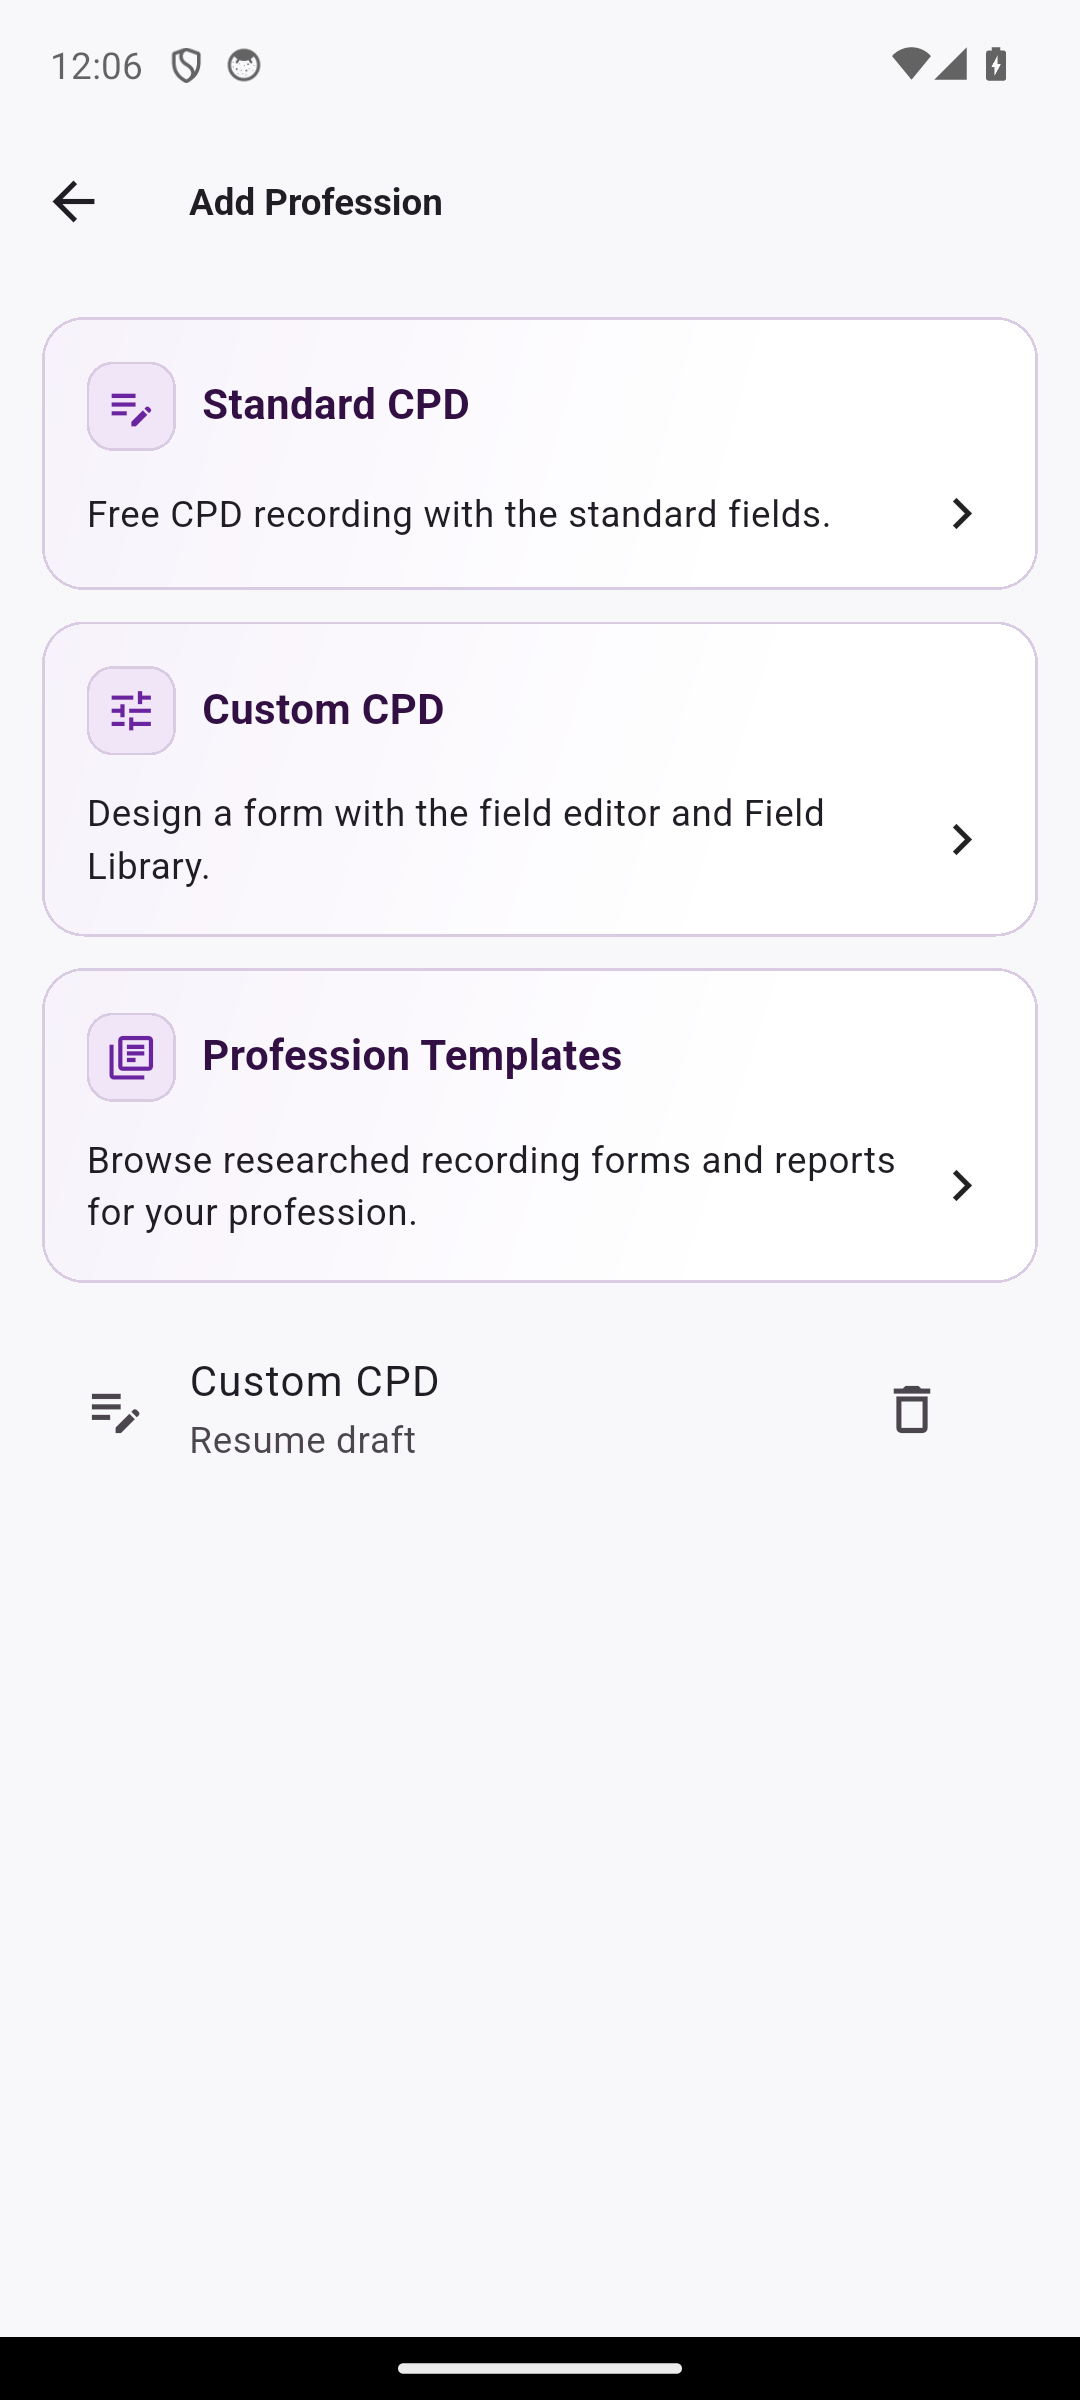 12:06
Add Profession
Standard CPD
Free CPD recording with the standard fields.
Custom CPD
Design a form with the field editor and Field
Library.
Profession Templates
Browse researched recording forms and reports
for your profession.
Custom CPD
Resume draft